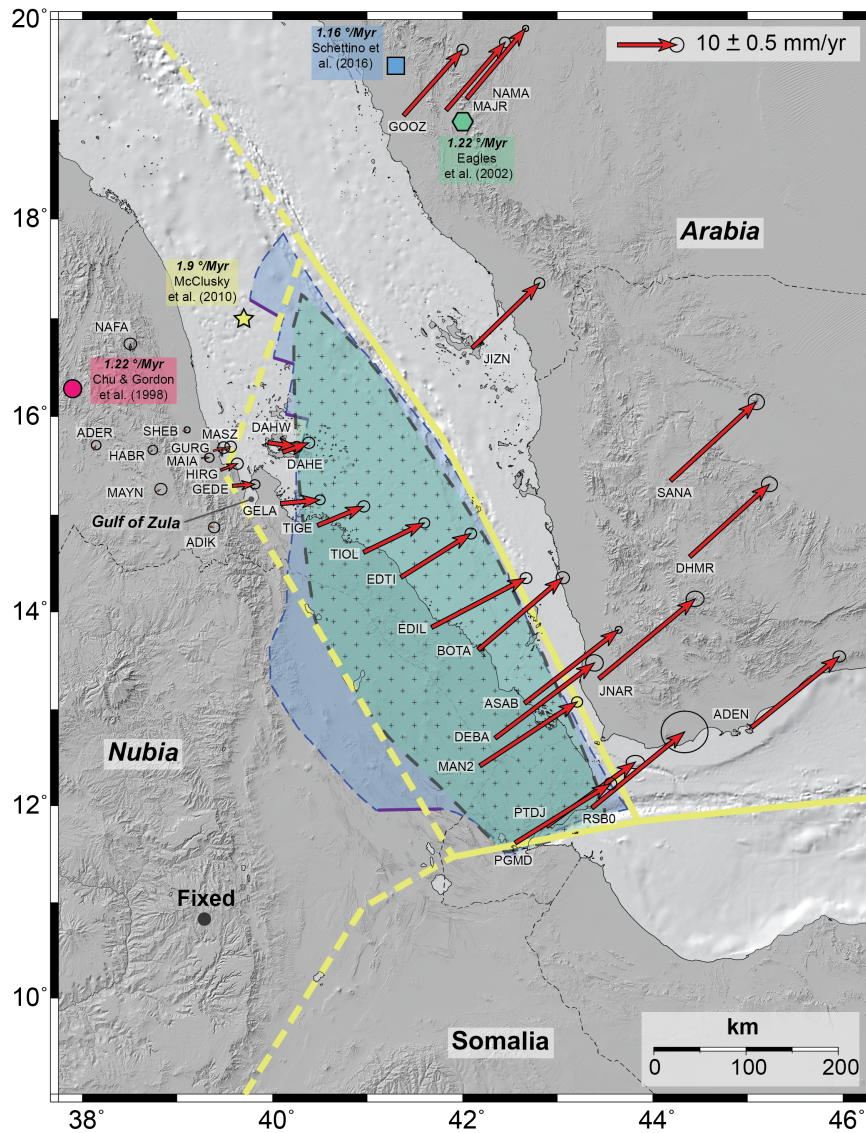 20˚
18˚
16˚
14˚
12˚
10˚
38˚
40˚
42˚
44˚
46˚
1.16 °/Myr
Schettino et
al. (2016)
10 ± 0.5 mm/yr
GOOZ
MAJR
NAMA
1.22 °/Myr
Eagles
et al. (2002)
Arabia
1.9 °/Myr
McClusky
et al. (2010)
NAFA
JIZN
1.22 °/Myr
Chu & Gordon
et al. (1998)
ADER
SHEB
HABR
MASZ
GURG
MAIA
HIRG
GEDE
MAYN
DAHW
DAHE
SANA
GELA
Gulf of Zula
ADIK
TIGE
TIOL
EDTI
DHMR
EDIL
BOTA
ASAB
JNAR
DEBA
ADEN
MAN2
Nubia
PTDJ
RSB0
PGMD
Fixed
Somalia
km
0
100
200